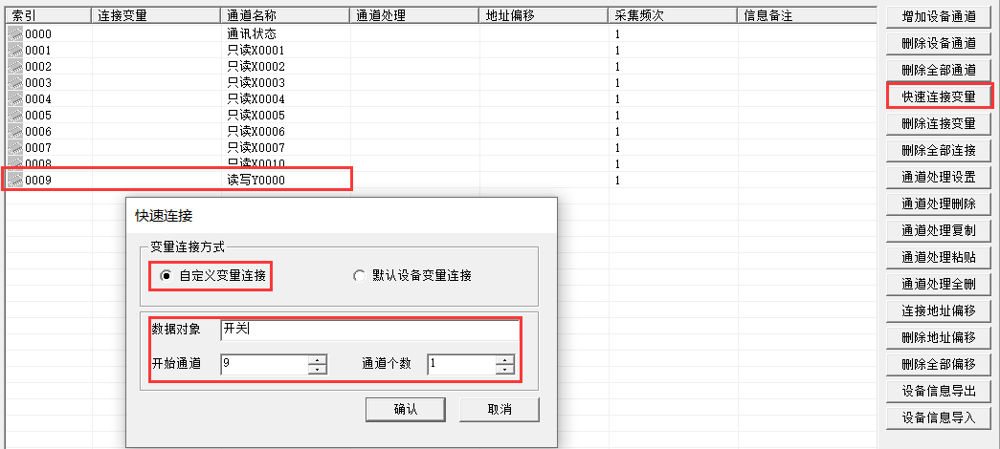 索引 连接变量 通道名称 通道处理 地址偏移 采集频次 信息备注
0000 通讯状态 1
0001 只读X0001 1
0002 只读X0002 1
0003 只读X0003 1
0004 只读X0004 1
0005 只读X0005 1
0006 只读X0006 1
0007 只读X0007 1
0008 只读X0010 1
0009 读写Y0000 1
快速连接
变量连接方式
自定义变量连接 默认设备变量连接
数据对象 开关
开始通道 9 通道个数 1
确认 取消
增加设备通道
删除设备通道
删除全部通道
快速连接变量
删除连接变量
删除全部连接
通道处理设置
通道处理删除
通道处理复制
通道处理粘贴
通道处理全删
连接地址偏移
删除地址偏移
删除全部偏移
设备信息导出
设备信息导入